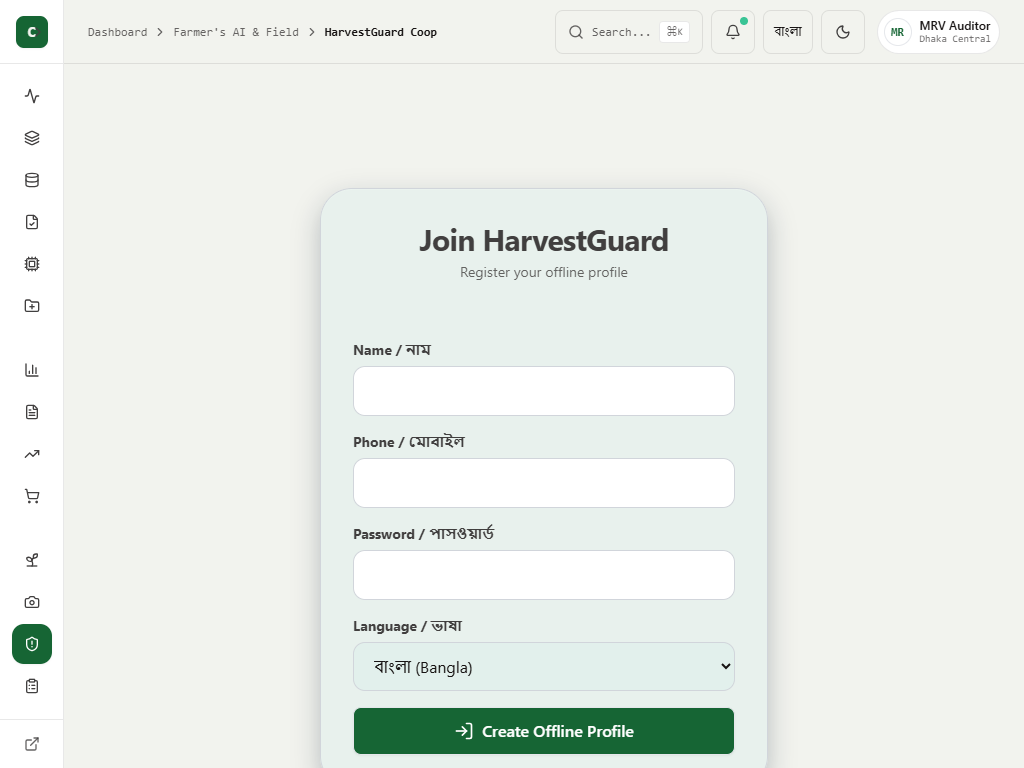 C
Dashboard > Farmer's AI & Field > HarvestGuard Coop
Search... ⌘K
বাংলা
MR
MRV Auditor
Dhaka Central
Join HarvestGuard
Register your offline profile
Name / নাম
Phone / মোবাইল
Password / পাসওয়ার্ড
Language / ভাষা
বাংলা (Bangla)
Create Offline Profile